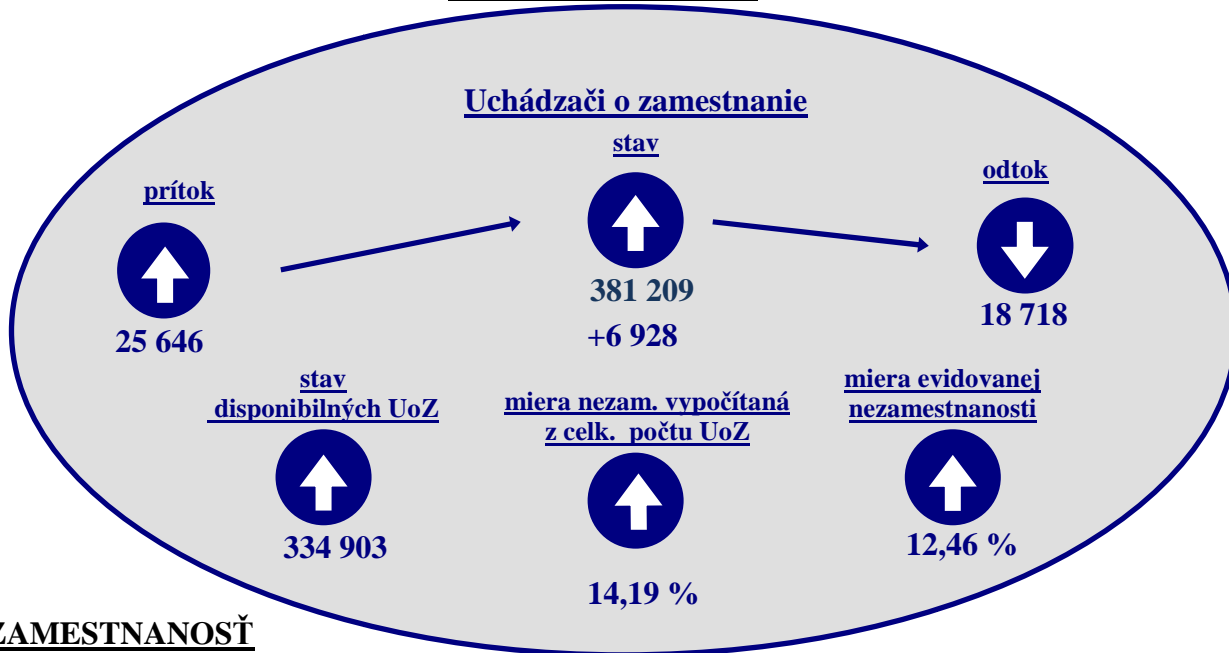 Uchádzači o zamestnanie
stav
prítok
odtok
381 209
+6 928
25 646
18 718
stav
disponibilných UoZ
334 903
miera nezam. vypočítaná
z celk. počtu UoZ
14,19 %
miera evidovanej
nezamestnanosti
12,46 %
ZAMESTNANOSŤ